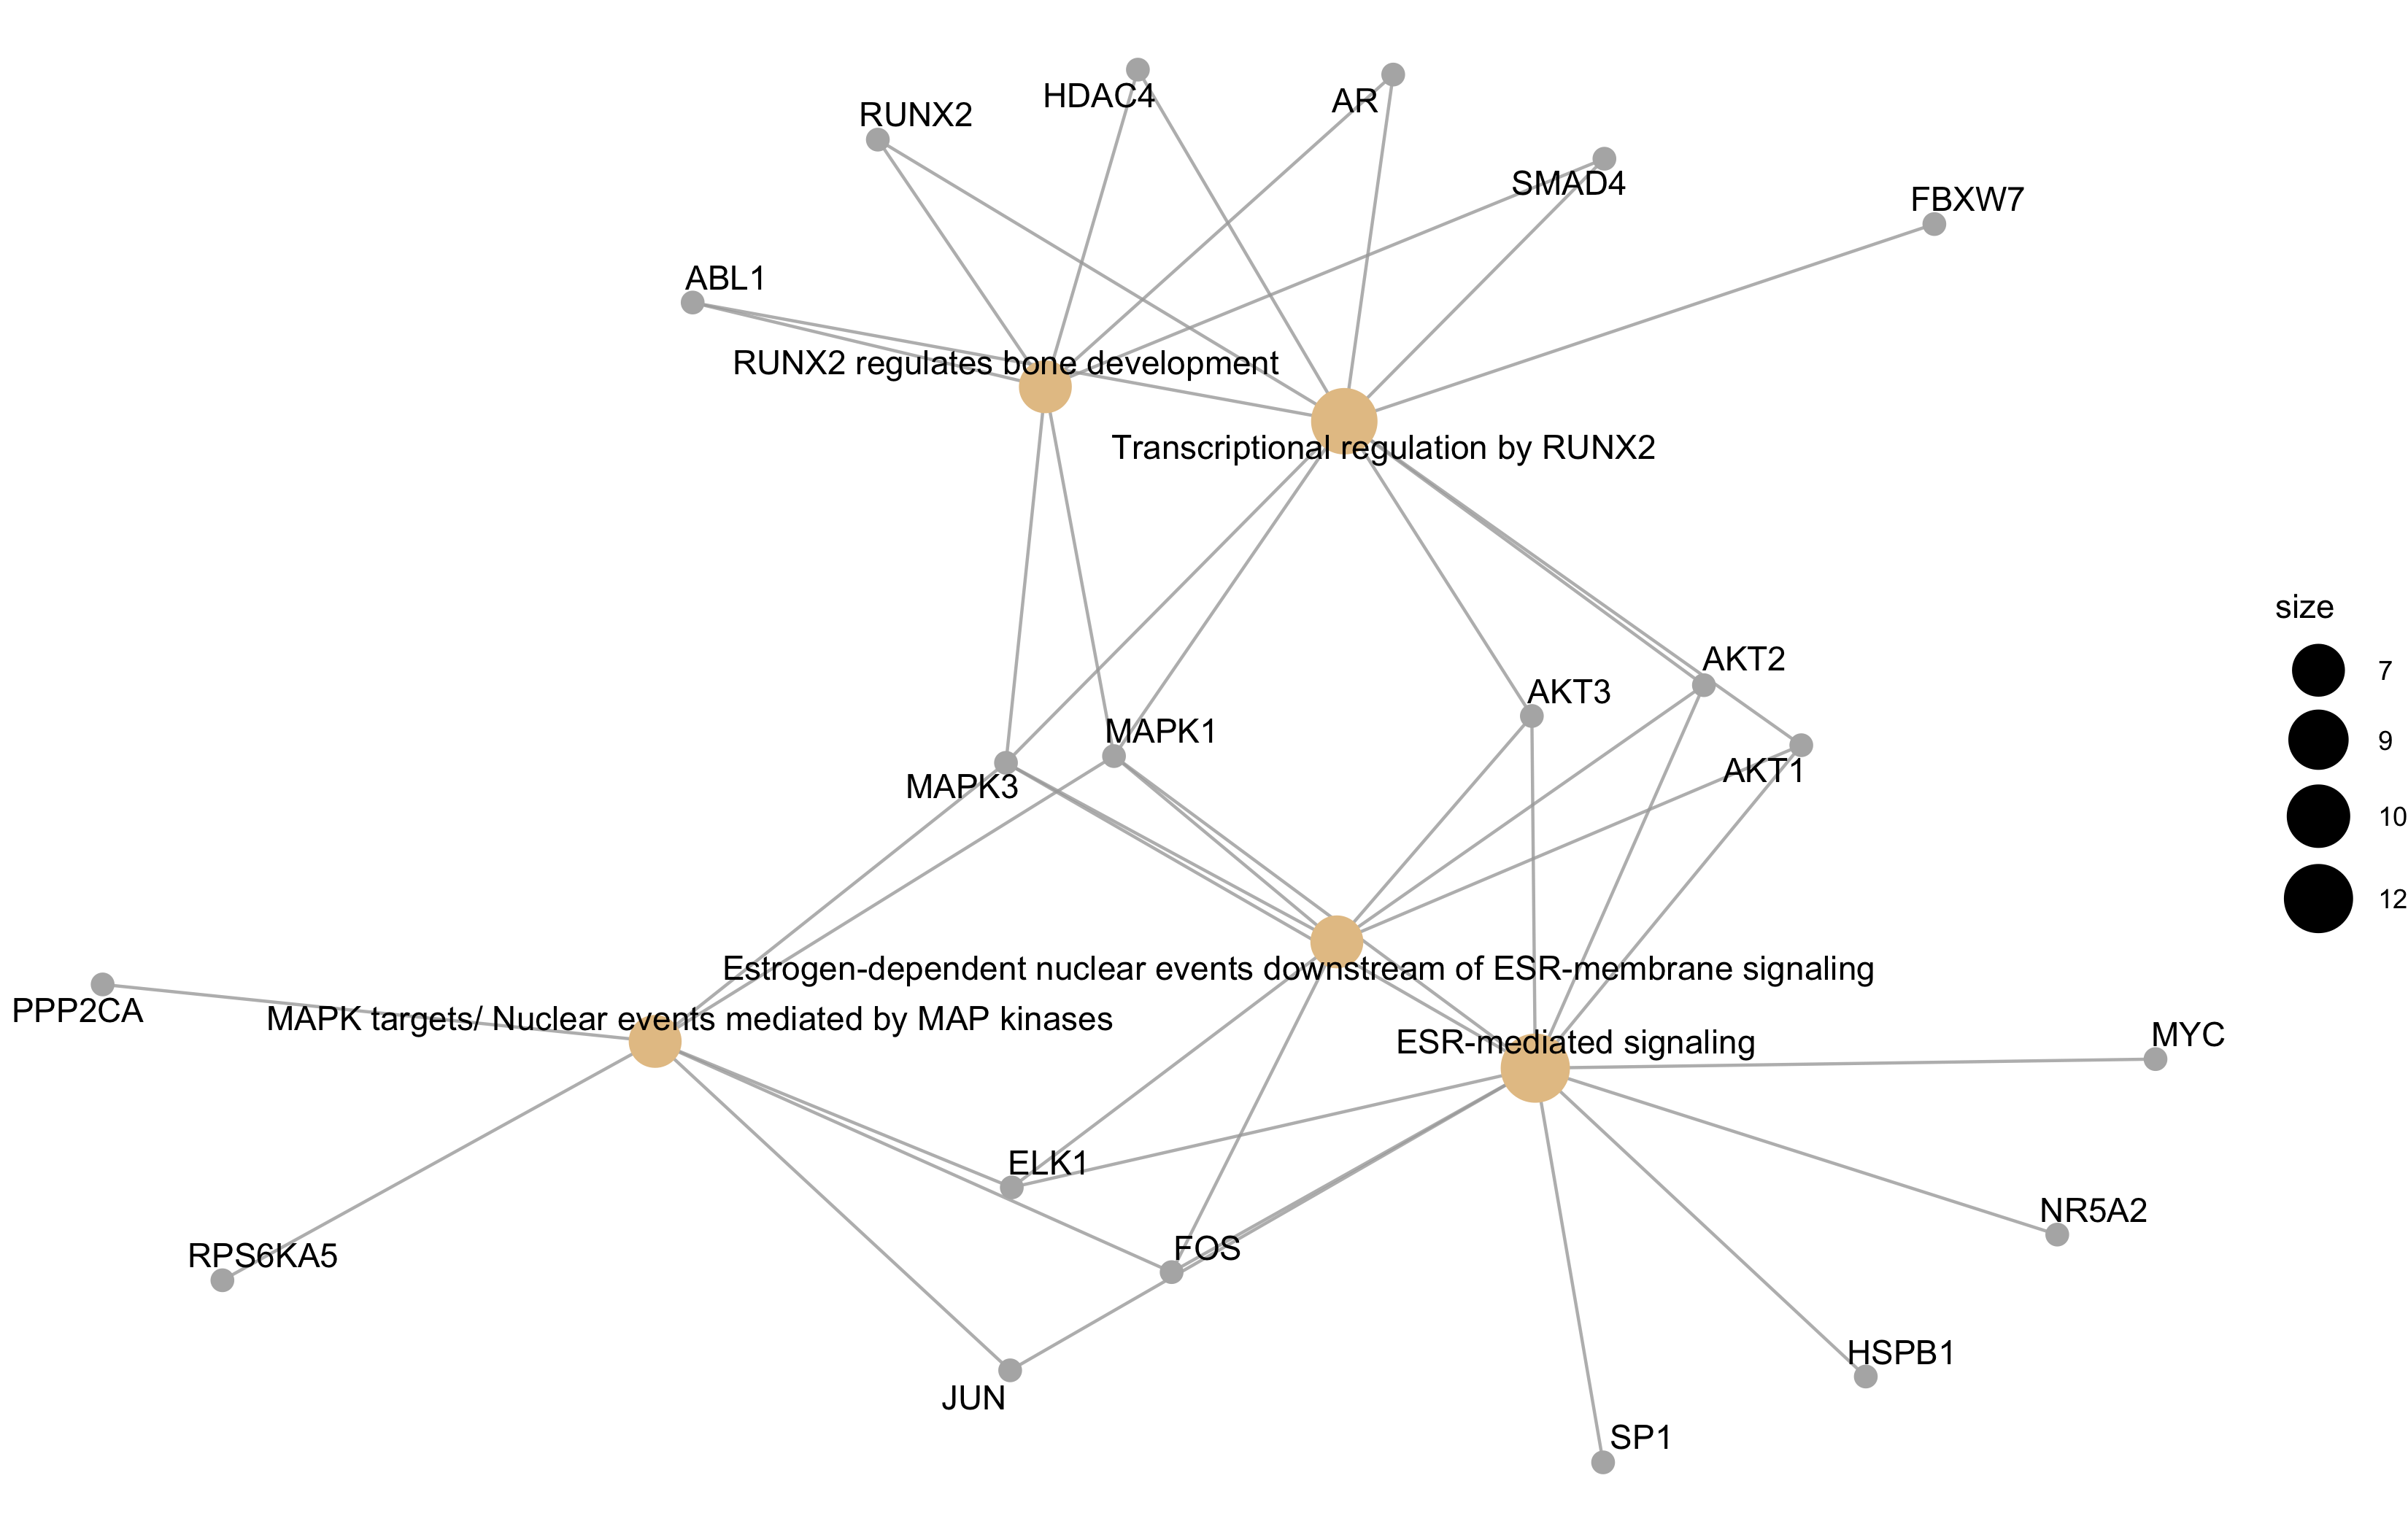 HDAC4
AR
RUNX2
SMAD4
FBXW7
ABL1
RUNX2 regulates bone development
Transcriptional regulation by RUNX2
size
7
9
10
12
AKT2
AKT3
MAPK1
AKT1
MAPK3
Estrogen-dependent nuclear events downstream of ESR-membrane signaling
PPP2CA
MAPK targets/ Nuclear events mediated by MAP kinases
ESR-mediated signaling
MYC
ELK1
NR5A2
FOS
RPS6KA5
HSPB1
JUN
SP1